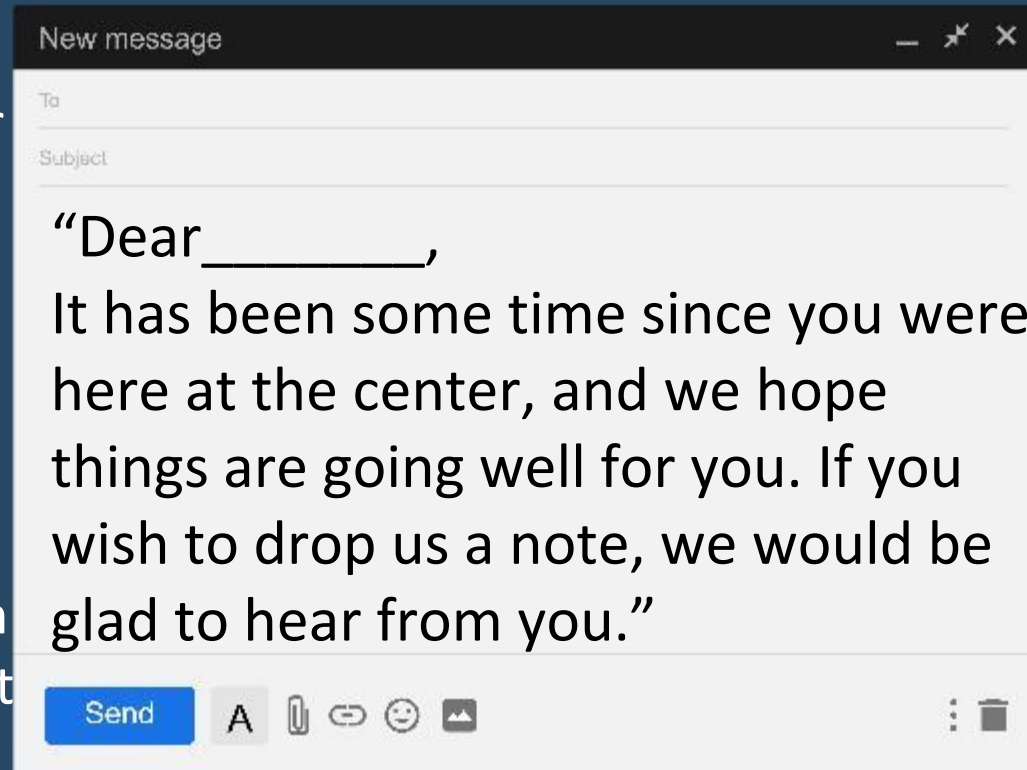 New message
To
Subject
“Dear_______,
It has been some time since you were
here at the center, and we hope
things are going well for you. If you
wish to drop us a note, we would be
glad to hear from you.”
Send
A